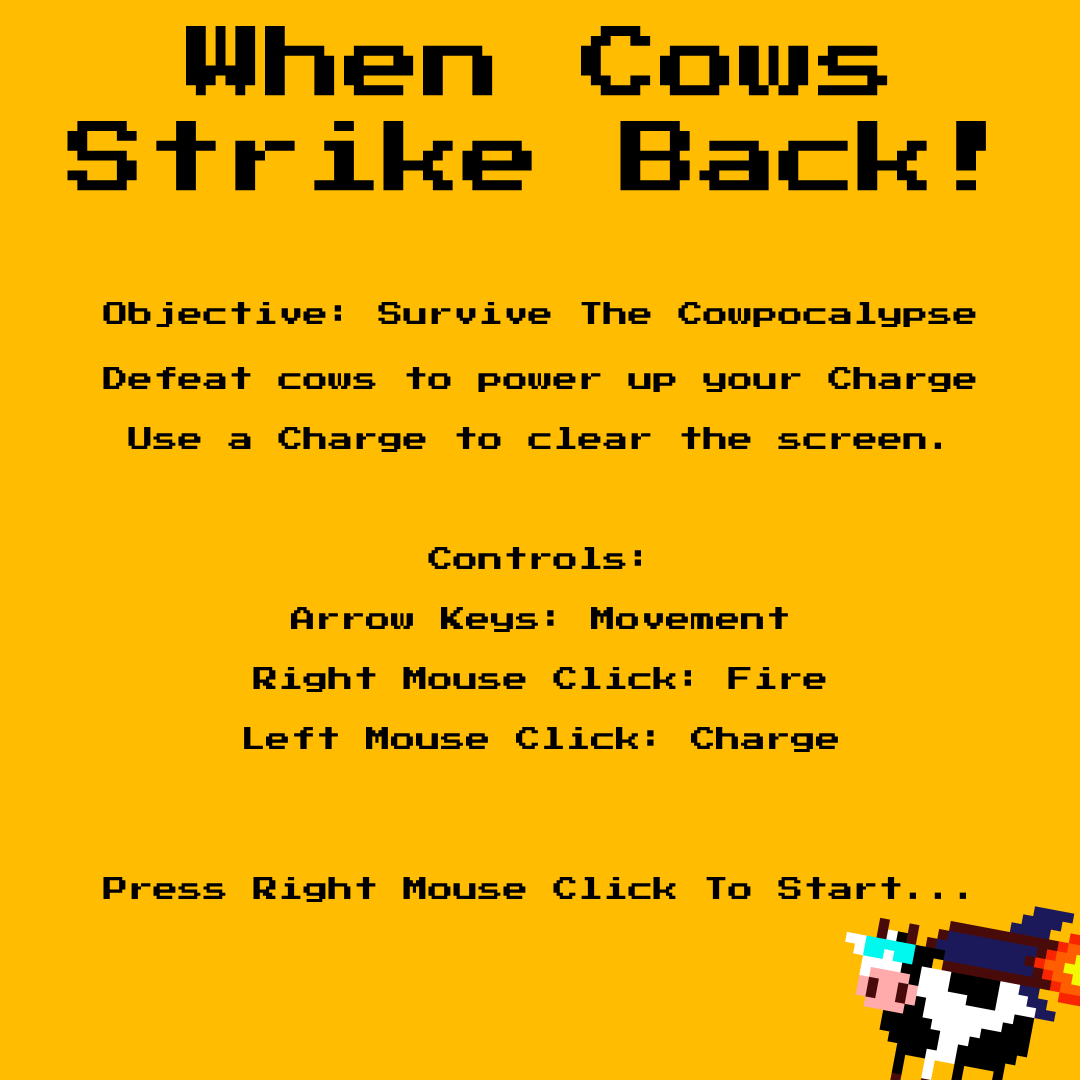 When Cows
Strike Back!
Objective: Survive The Cowpocalypse
Defeat cows to power up your Charge
Use a Charge to clear the screen.
Controls:
Arrow Keys: Movement
Right Mouse Click: Fire
Left Mouse Click: Charge
Press Right Mouse Click To Start...